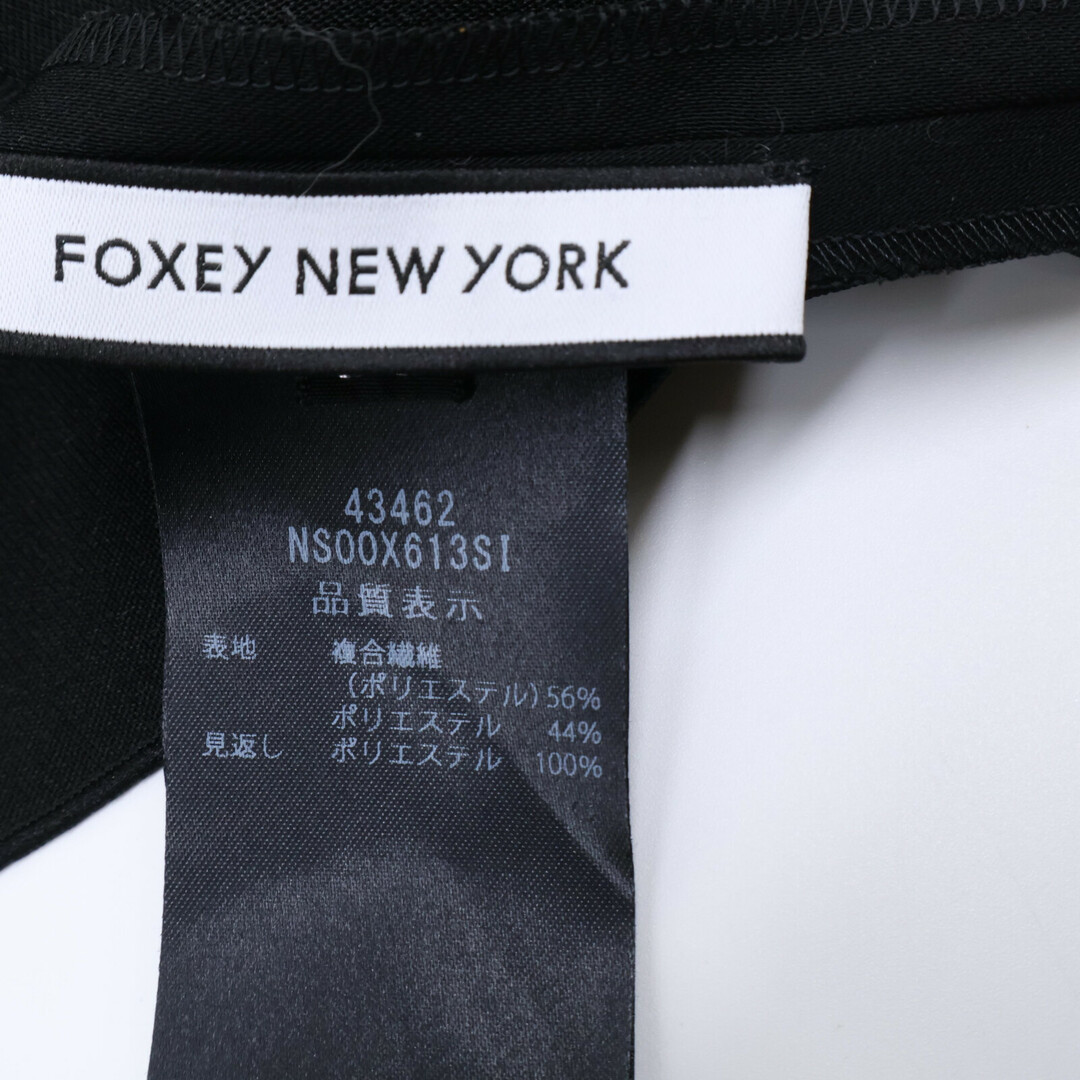 FOXEY NEW YORK
43462
NS00X613SI
品質表示
表地 複合繊維
(ポリエステル)56%
ポリエステル 44%
見返し ポリエステル 100%